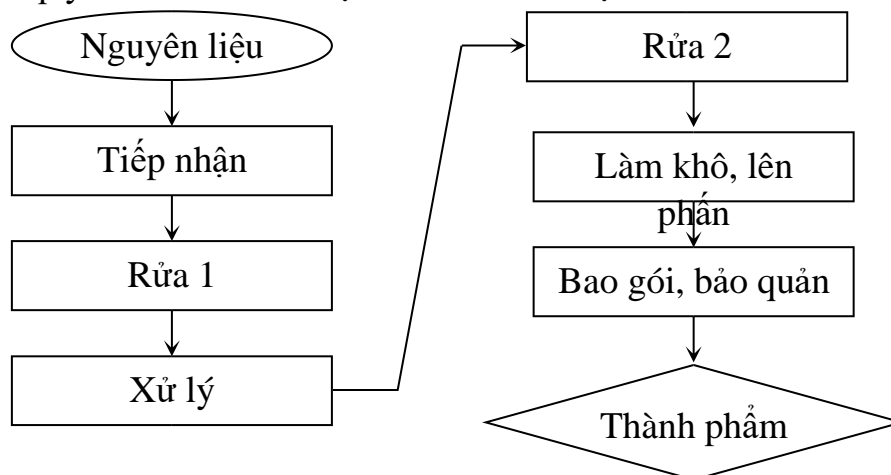 Nguyên liệu
Tiếp nhận
Rửa 1
Xử lý
Rửa 2
Làm khô, lên
phấn
Bao gói, bảo quản
Thành phẩm